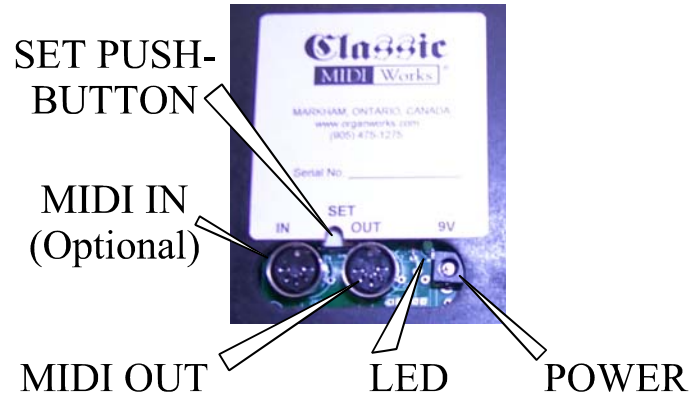 SET PUSH-
BUTTON
MIDI IN
(Optional)
MIDI OUT
LED
POWER
Classic
MIDI Works
MARKHAM, ONTARIO, CANADA
www.organworks.com
(905) 475-1275
Serial No.
SET
IN OUT 9V